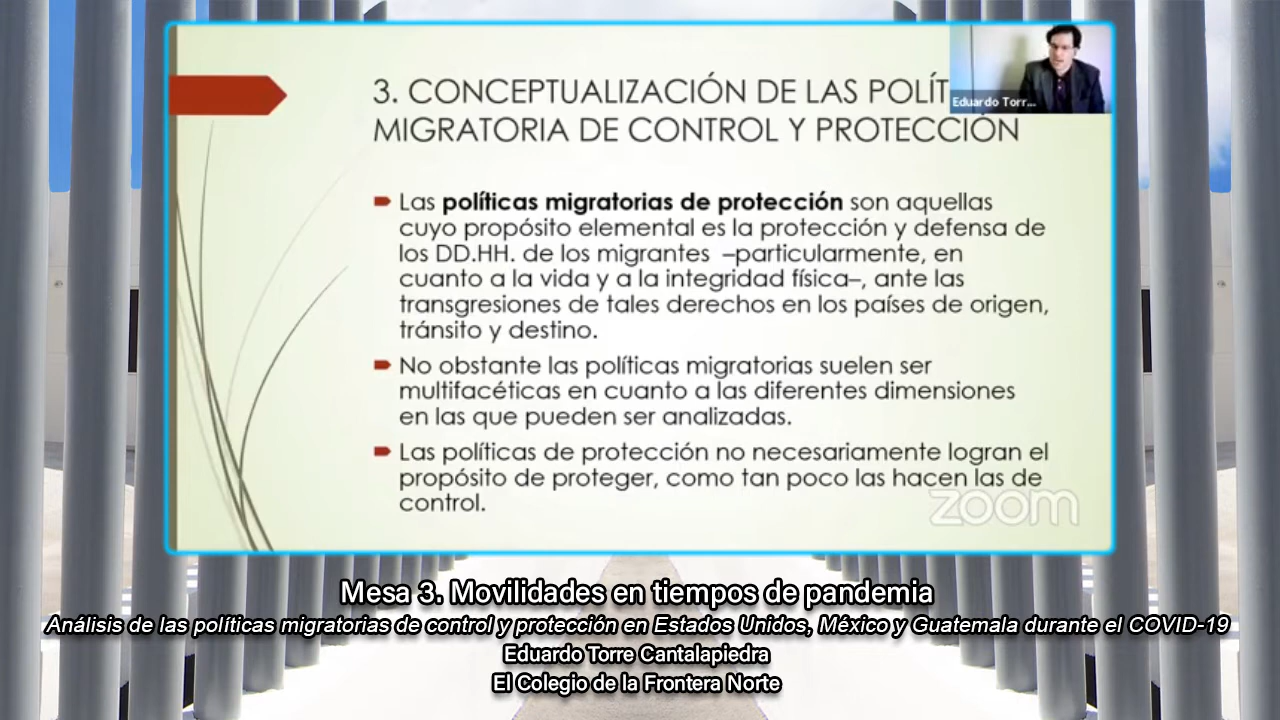 3. CONCEPTUALIZACIÓN DE LAS POLÍT
MIGRATORIA DE CONTROL Y PROTECCIÓN
Eduardo Torr...
Las políticas migratorias de protección son aquellas
cuyo propósito elemental es la protección y defensa de
los DD.HH. de los migrantes –particularmente, en
cuanto a la vida y a la integridad física–, ante las
transgresiones de tales derechos en los países de origen,
tránsito y destino.
No obstante las políticas migratorias suelen ser
multifacéticas en cuanto a las diferentes dimensiones
en las que pueden ser analizadas.
Las políticas de protección no necesariamente logran el
propósito de proteger, como tan poco las hacen las de
control.
zoom
Mesa 3. Movilidades en tiempos de pandemia
Análisis de las políticas migratorias de control y protección en Estados Unidos, México y Guatemala durante el COVID-19
Eduardo Torre Cantalapiedra
El Colegio de la Frontera Norte